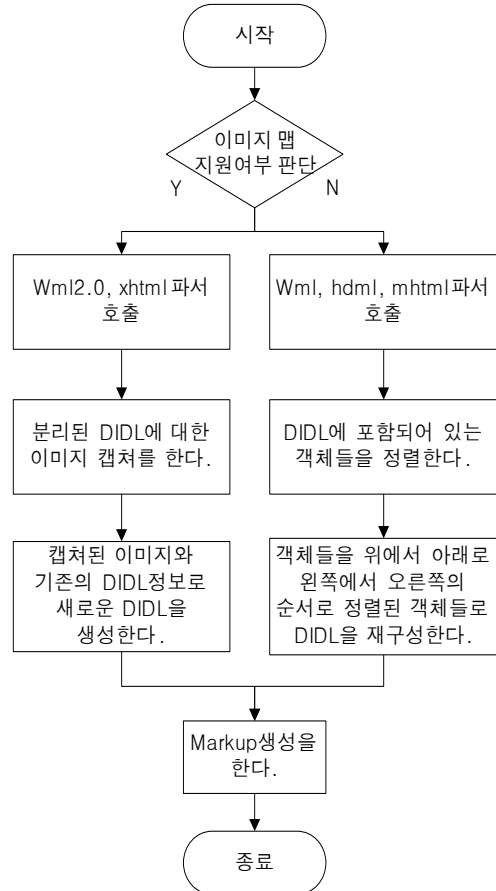 시작
이미지 맵
지원여부 판단
Y
N
Wml2.0, xhtml파서
호출
Wml, hdml, mhtml파서
호출
분리된 DIDL에 대한
이미지 캡쳐를 한다.
DIDL에 포함되어 있는
객체들을 정렬한다.
캡쳐된 이미지와
기존의 DIDL정보로
새로운 DIDL을
생성한다.
객체들을 위에서 아래로
왼쪽에서 오른쪽의
순서로 정렬된 객체들로
DIDL을 재구성한다.
Markup생성을
한다.
종료